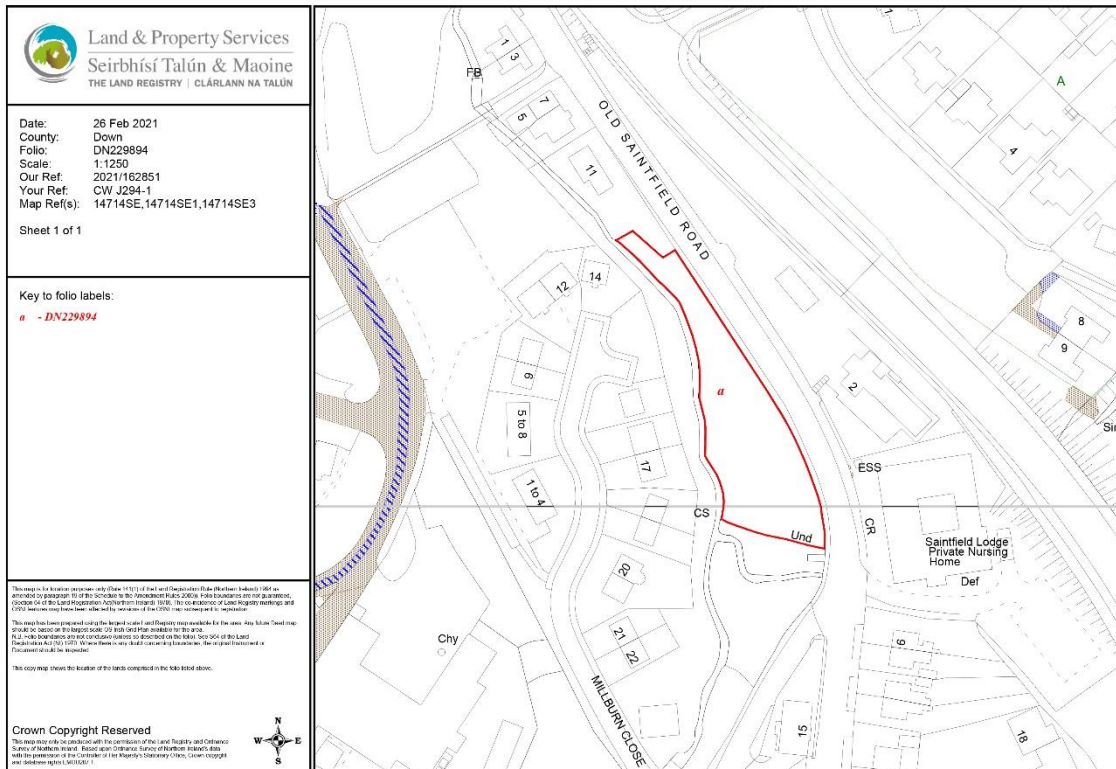 Land & Property Services
Seirbhísí Talún & Maoine
THE LAND REGISTRY | CLÁRLANN NA TALÚN
Date: 26 Feb 2021
County: Down
Folio: DN229894
Scale: 1:1250
Our Ref: 2021/162851
Your Ref: CW J294-1
Map Ref(s): 14714SE,14714SE1,14714SE3
Sheet 1 of 1
Key to folio labels:
a - DN229894
This copy map shows the location of the lands comprised in the folio listed above.
Crown Copyright Reserved
N
W E
S
FB
1
3
5
7
11
OLD SAINTFIELD ROAD
A
4
12
14
6
5 to 8
1 to 4
17
a
2
8
9
Sin
ESS
CS
CR
Und
Saintfield Lodge
Private Nursing
Home
Def
20
Chy
21
22
MILLBURN CLOSE
15
6
18